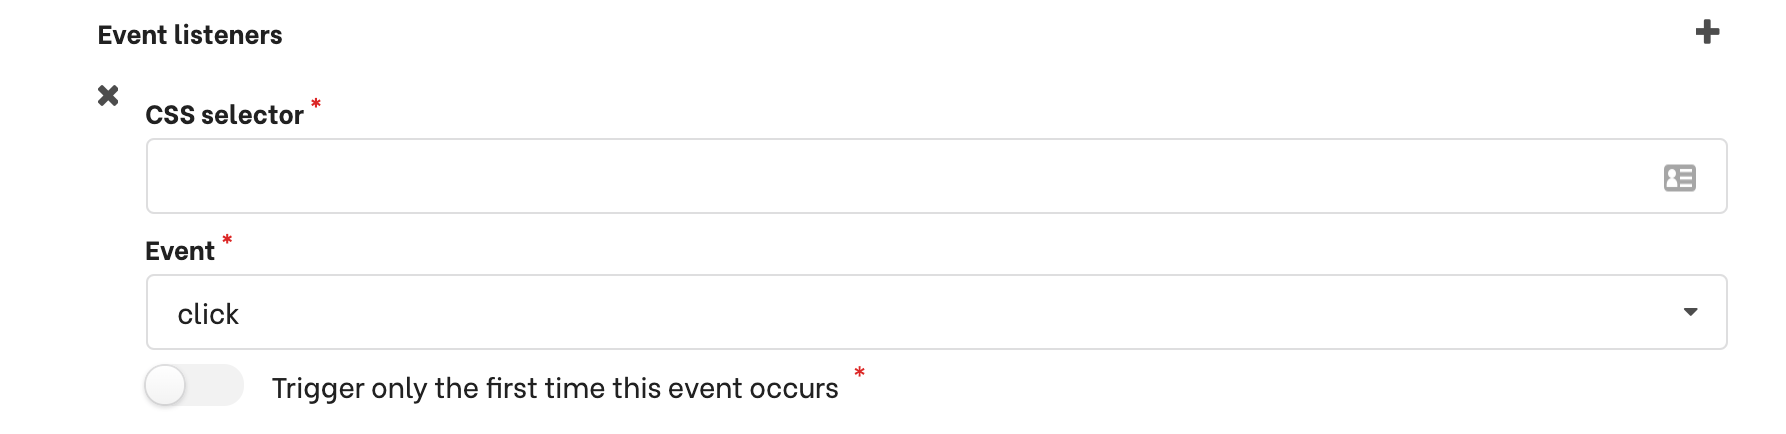 Event listeners
CSS selector *
Event *
click
Trigger only the first time this event occurs *